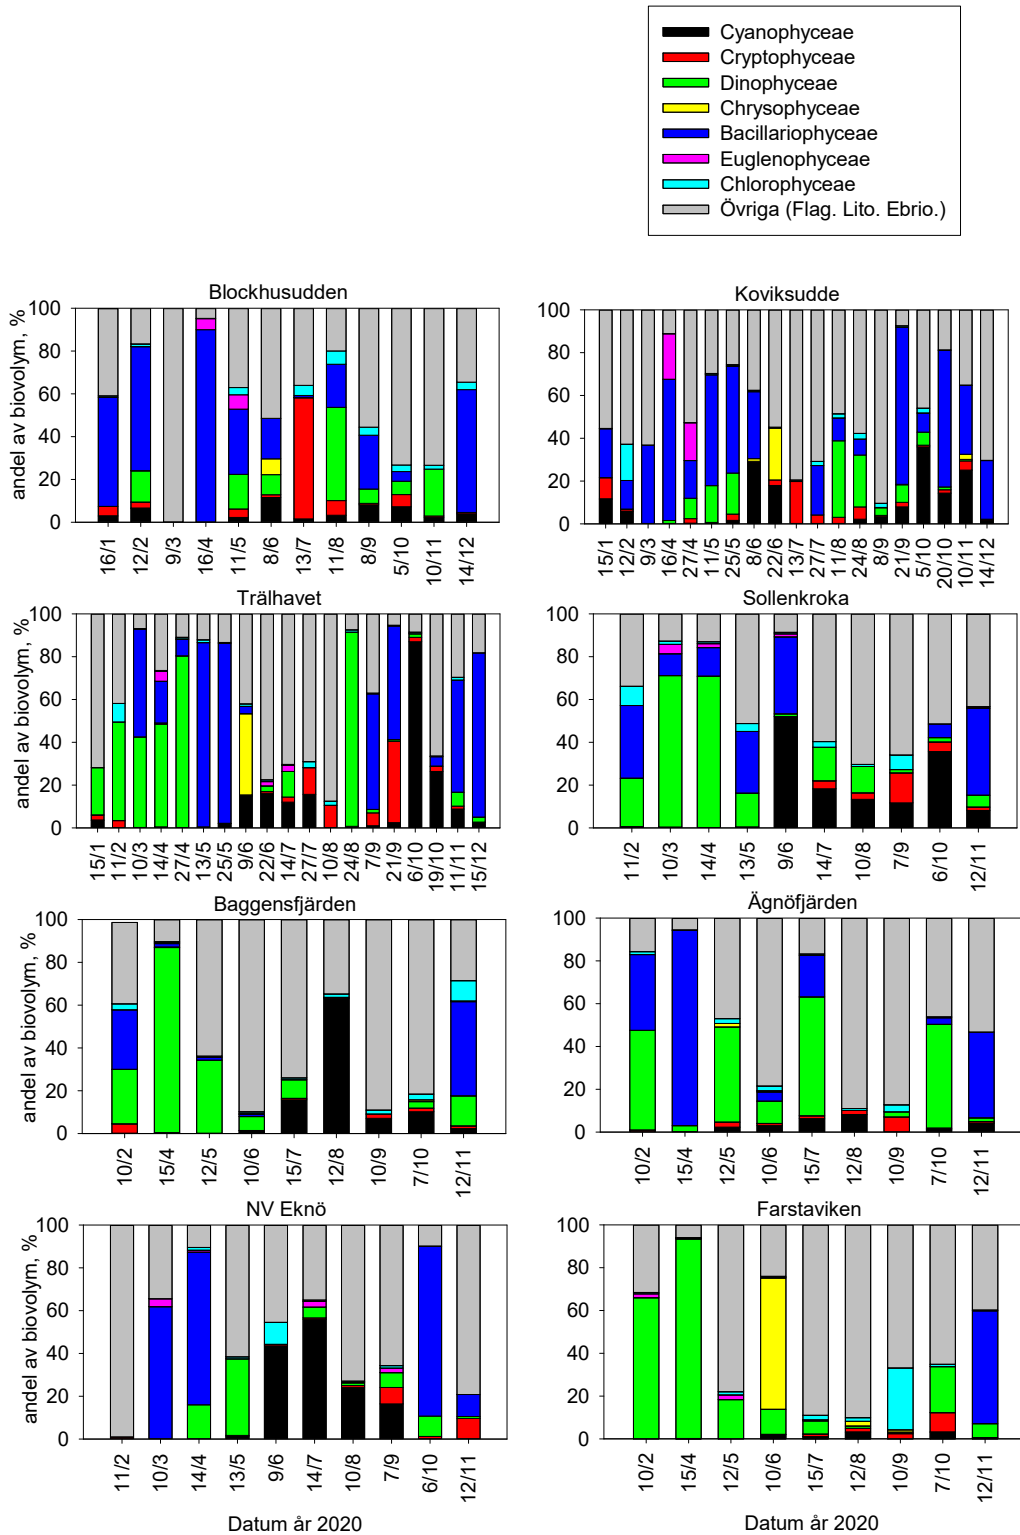 Cyanophyceae
Cryptophyceae
Dinophyceae
Chrysophyceae
Bacillariophyceae
Euglenophyceae
Chlorophyceae
Övriga (Flag. Lito. Ebrio.)
Blockhusudden
andel av biovolym, %
100
80
60
40
20
0
16/1 12/2 9/3 16/4 11/5 8/6 13/7 11/8 8/9 5/10 10/11 14/12
Koviksudde
100
80
60
40
20
0
15/1 12/2 9/3 16/4 27/4 11/5 25/5 8/6 22/6 13/7 27/7 11/8 24/8 8/9 21/9 5/10 20/10 10/11 14/12
Trälhavet
andel av biovolym, %
100
80
60
40
20
0
15/1 11/2 10/3 14/4 27/4 13/5 25/5 9/6 22/6 14/7 27/7 10/8 24/8 7/9 21/9 6/10 19/10 11/11 15/12
Sollenkroka
100
80
60
40
20
0
11/2 10/3 14/4 13/5 9/6 14/7 10/8 7/9 6/10 12/11
Baggensfjärden
andel av biovolym, %
100
80
60
40
20
0
10/2 15/4 12/5 10/6 15/7 12/8 10/9 7/10 12/11
Ägnöfjärden
100
80
60
40
20
0
10/2 15/4 12/5 10/6 15/7 12/8 10/9 7/10 12/11
NV Eknö
andel av biovolym, %
100
80
60
40
20
0
11/2 10/3 14/4 13/5 9/6 14/7 10/8 7/9 6/10 12/11
Datum år 2020
Farstaviken
100
80
60
40
20
0
10/2 15/4 12/5 10/6 15/7 12/8 10/9 7/10 12/11
Datum år 2020